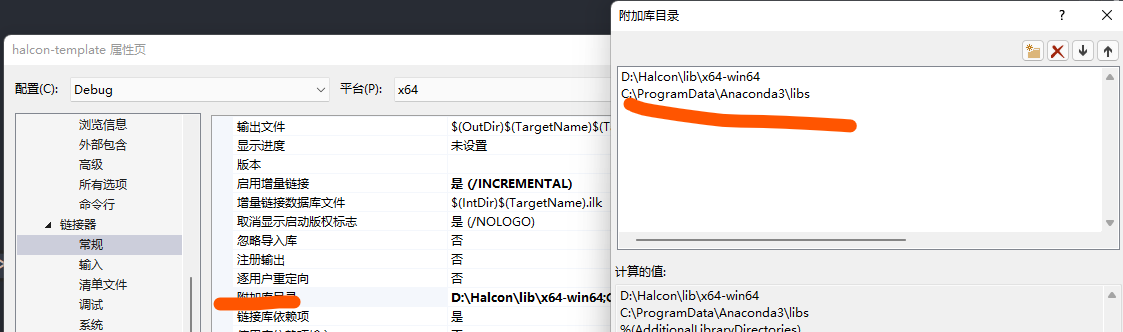 halcon-template 属性页
配置(C):
Debug
平台(P):
x64
浏览信息
外部包含
高级
所有选项
命令行
链接器
常规
输入
清单文件
调试
系统
输出文件
$(OutDir)$(TargetName)$(T
显示进度
未设置
版本
启用增量链接
是 (/INCREMENTAL)
增量链接数据库文件
$(IntDir)$(TargetName).ilk
取消显示启动版权标志
是 (/NOLOGO)
忽略导入库
否
注册输出
否
逐用户重定向
否
附加库目录
D:\Halcon\lib\x64-win64;C
链接库依赖项
是
附加库目录
?
D:\Halcon\lib\x64-win64
C:\ProgramData\Anaconda3\libs
计算的值:
D:\Halcon\lib\x64-win64
C:\ProgramData\Anaconda3\libs
%(AdditionalLibraryDirectories)